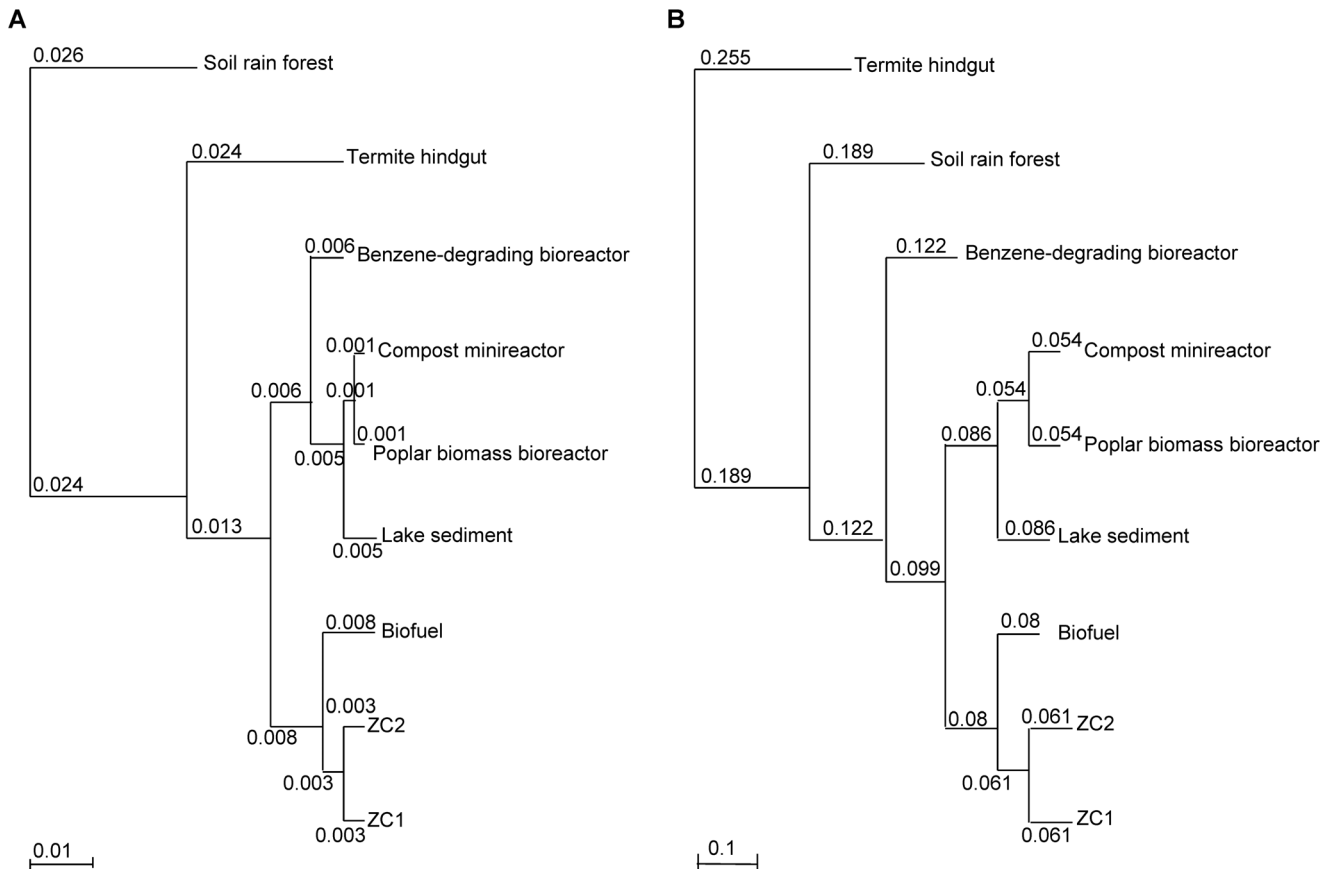 A
0.026
Soil rain forest
0.024
Termite hindgut
0.006
Benzene-degrading bioreactor
0.001
Compost minireactor
0.006
0.001
0.001
Poplar biomass bioreactor
0.005
0.024
0.013
Lake sediment
0.005
0.008
Biofuel
0.003
ZC2
0.008
0.003
ZC1
0.003
0.01
B
0.255
Termite hindgut
0.189
Soil rain forest
0.122
Benzene-degrading bioreactor
0.054
Compost minireactor
0.054
0.086
0.054
Poplar biomass bioreactor
0.189
0.122
0.086
Lake sediment
0.099
0.08
Biofuel
0.08
0.061
ZC2
0.061
ZC1
0.061
0.1